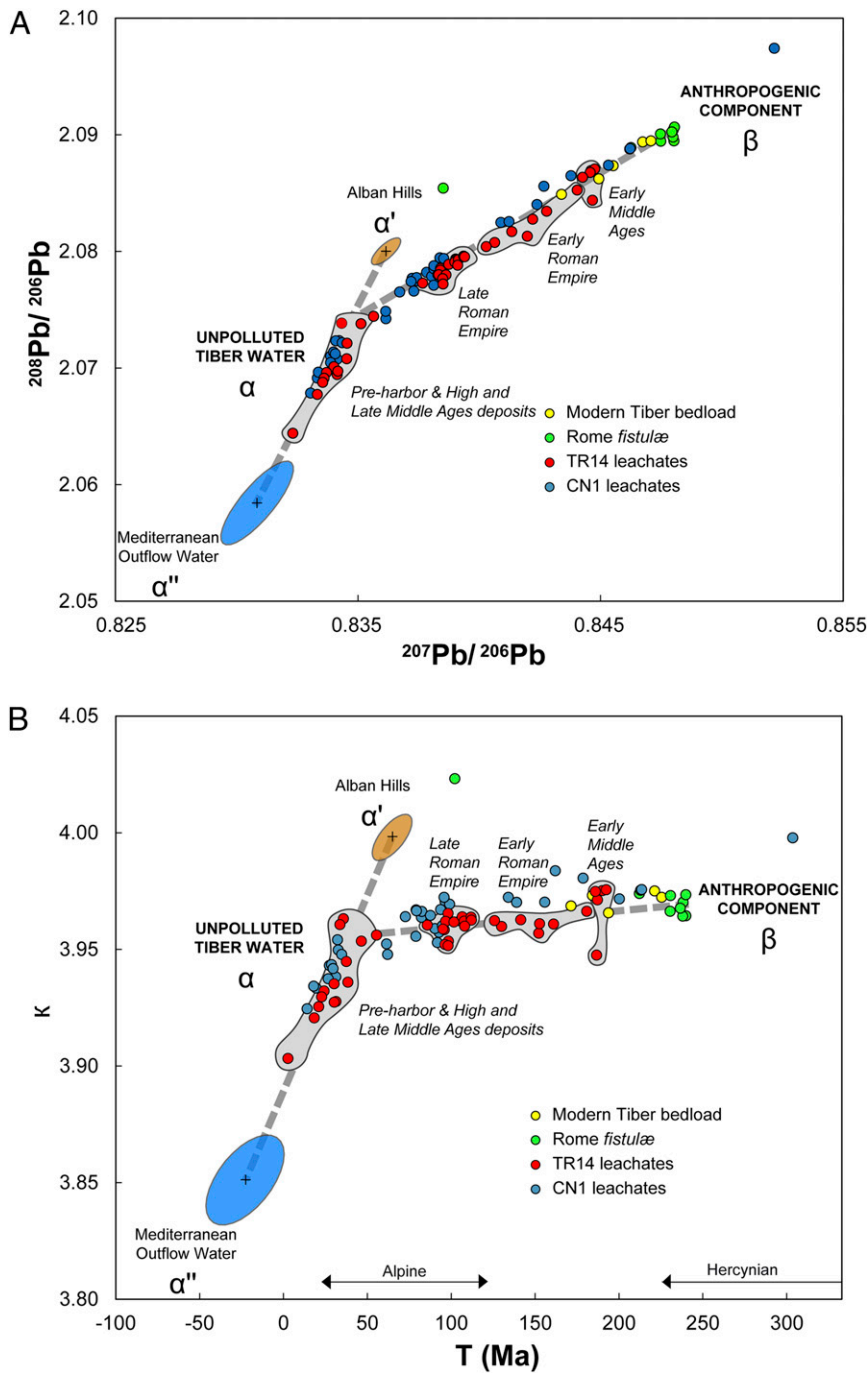 A
2.10
2.09
2.08
2.07
2.06
2.05
²⁰⁸Pb/ ²⁰⁶Pb
ANTHROPOGENIC
COMPONENT
β
Alban Hills
α'
Early
Middle
Ages
Early
Roman
Empire
Late
Roman
Empire
UNPOLLUTED
TIBER WATER
α
Pre-harbor & High and
Late Middle Ages deposits
Modern Tiber bedload
Rome fistulæ
TR14 leachates
CN1 leachates
Mediterranean
Outflow Water
α"
0.825
0.835
0.845
0.855
²⁰⁷Pb/ ²⁰⁶Pb
B
4.05
4.00
3.95
3.90
3.85
3.80
κ
Alban Hills
α'
Late
Roman
Empire
Early
Roman
Empire
Early
Middle
Ages
UNPOLLUTED
TIBER WATER
α
ANTHROPOGENIC
COMPONENT
β
Pre-harbor & High and
Late Middle Ages deposits
Modern Tiber bedload
Rome fistulæ
TR14 leachates
CN1 leachates
Mediterranean
Outflow Water
α"
Alpine
Hercynian
-100
-50
0
50
100
150
200
250
300
T (Ma)